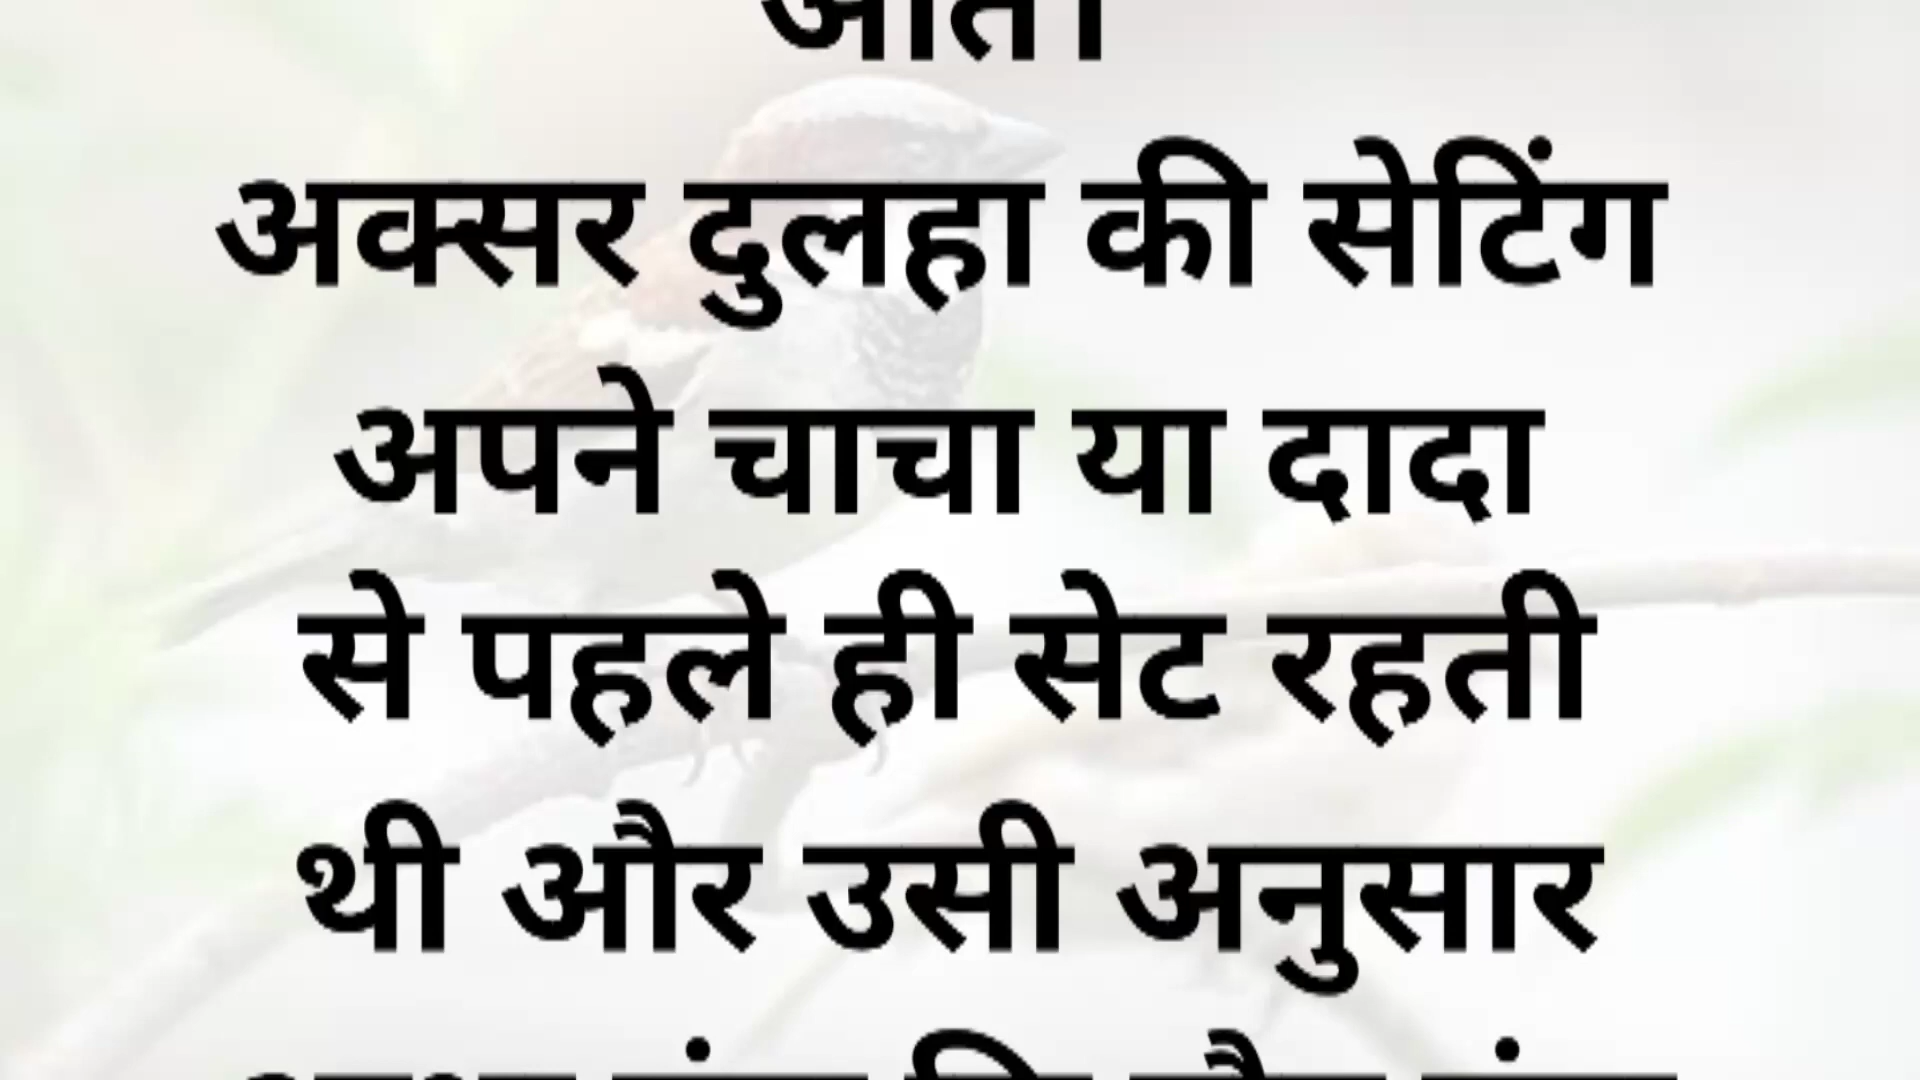 अक्सर दुलहा की सेटिंग
अपने चाचा या दादा
से पहले ही सेट रहती
थी और उसी अनुसार